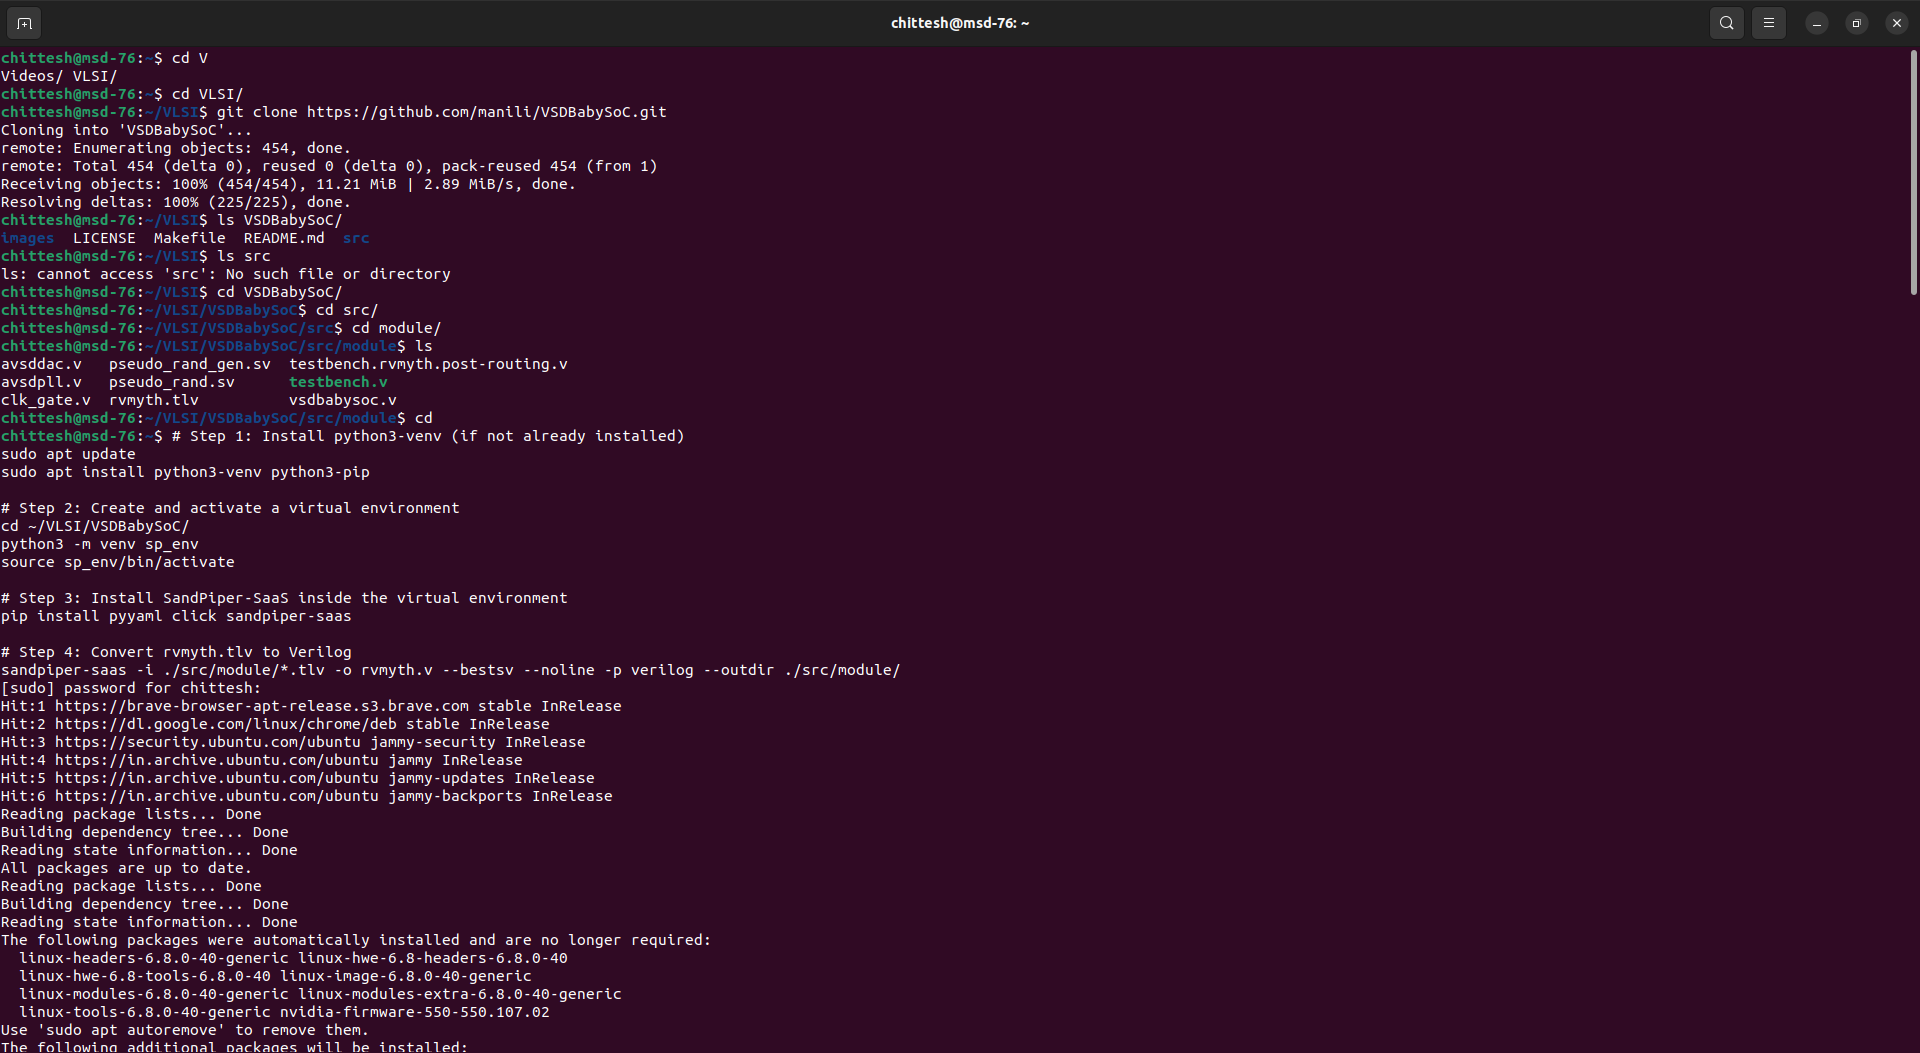 chittesh@msd-76: ~
chittesh@msd-76:~$ cd V
Videos/ VLSI/
chittesh@msd-76:~$ cd VLSI/
chittesh@msd-76:~/VLSI$ git clone https://github.com/manili/VSDBabySoC.git
Cloning into 'VSDBabySoC'...
remote: Enumerating objects: 454, done.
remote: Total 454 (delta 0), reused 0 (delta 0), pack-reused 454 (from 1)
Receiving objects: 100% (454/454), 11.21 MiB | 2.89 MiB/s, done.
Resolving deltas: 100% (225/225), done.
chittesh@msd-76:~/VLSI$ ls VSDBabySoC/
images  LICENSE  Makefile  README.md  src
chittesh@msd-76:~/VLSI$ ls src
ls: cannot access 'src': No such file or directory
chittesh@msd-76:~/VLSI$ cd VSDBabySoC/
chittesh@msd-76:~/VLSI/VSDBabySoC$ cd src/
chittesh@msd-76:~/VLSI/VSDBabySoC/src$ cd module/
chittesh@msd-76:~/VLSI/VSDBabySoC/src/module$ ls
avsddac.v   pseudo_rand_gen.sv  testbench.rvmyth.post-routing.v
avsdpll.v   pseudo_rand.sv      testbench.v
clk_gate.v  rvmyth.tlv          vsdbabysoc.v
chittesh@msd-76:~/VLSI/VSDBabySoC/src/module$ cd
chittesh@msd-76:~$ # Step 1: Install python3-venv (if not already installed)
sudo apt update
sudo apt install python3-venv python3-pip

# Step 2: Create and activate a virtual environment
cd ~/VLSI/VSDBabySoC/
python3 -m venv sp_env
source sp_env/bin/activate

# Step 3: Install SandPiper-SaaS inside the virtual environment
pip install pyyaml click sandpiper-saas

# Step 4: Convert rvmyth.tlv to Verilog
sandpiper-saas -i ./src/module/*.tlv -o rvmyth.v --bestsv --noline -p verilog --outdir ./src/module/
[sudo] password for chittesh:
Hit:1 https://brave-browser-apt-release.s3.brave.com stable InRelease
Hit:2 https://dl.google.com/linux/chrome/deb stable InRelease
Hit:3 https://security.ubuntu.com/ubuntu jammy-security InRelease
Hit:4 https://in.archive.ubuntu.com/ubuntu jammy InRelease
Hit:5 https://in.archive.ubuntu.com/ubuntu jammy-updates InRelease
Hit:6 https://in.archive.ubuntu.com/ubuntu jammy-backports InRelease
Reading package lists... Done
Building dependency tree... Done
Reading state information... Done
All packages are up to date.
Reading package lists... Done
Building dependency tree... Done
Reading state information... Done
The following packages were automatically installed and are no longer required:
  linux-headers-6.8.0-40-generic linux-hwe-6.8-headers-6.8.0-40
  linux-hwe-6.8-tools-6.8.0-40 linux-image-6.8.0-40-generic
  linux-modules-6.8.0-40-generic linux-modules-extra-6.8.0-40-generic
  linux-tools-6.8.0-40-generic nvidia-firmware-550-550.107.02
Use 'sudo apt autoremove' to remove them.
The following additional packages will be installed: